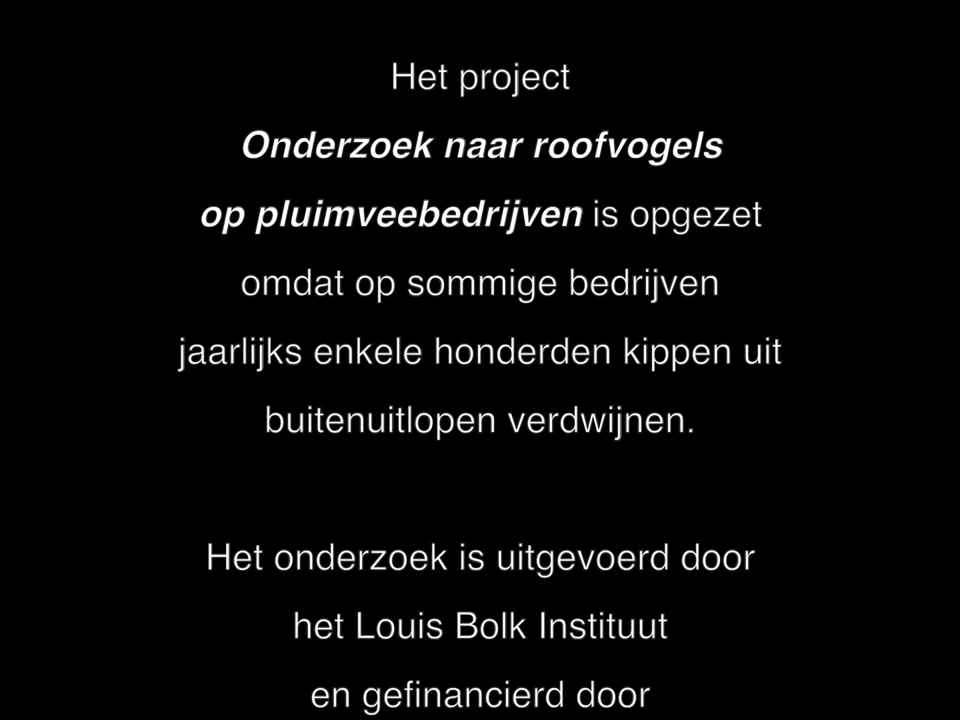 Het project
Onderzoek naar roofvogels
op pluimveebedrijven is opgezet
omdat op sommige bedrijven
jaarlijks enkele honderden kippen uit
buitenuitlopen verdwijnen.
Het onderzoek is uitgevoerd door
het Louis Bolk Instituut
en gefinancierd door